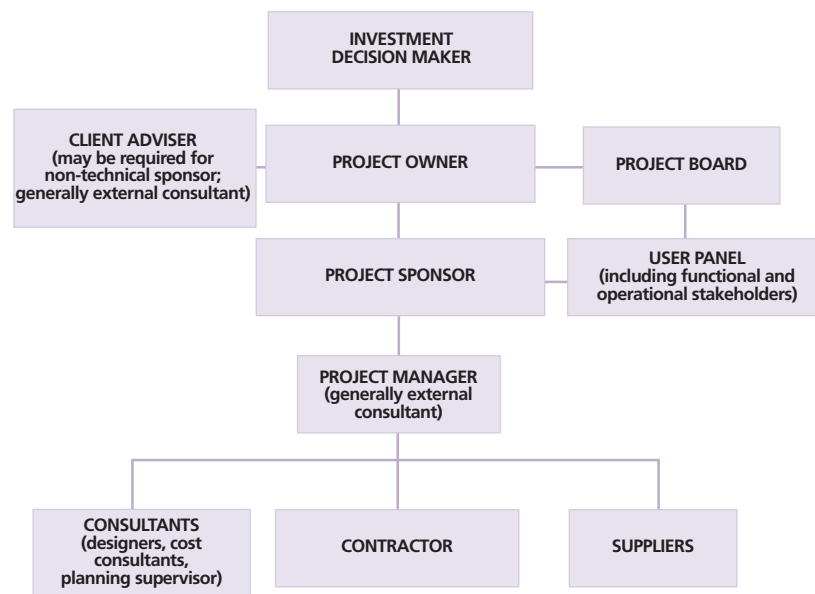 INVESTMENT
DECISION MAKER
CLIENT ADVISER
(may be required for
non-technical sponsor;
generally external consultant)
PROJECT OWNER
PROJECT BOARD
PROJECT SPONSOR
USER PANEL
(including functional and
operational stakeholders)
PROJECT MANAGER
(generally external
consultant)
CONSULTANTS
(designers, cost
consultants,
planning supervisor)
CONTRACTOR
SUPPLIERS